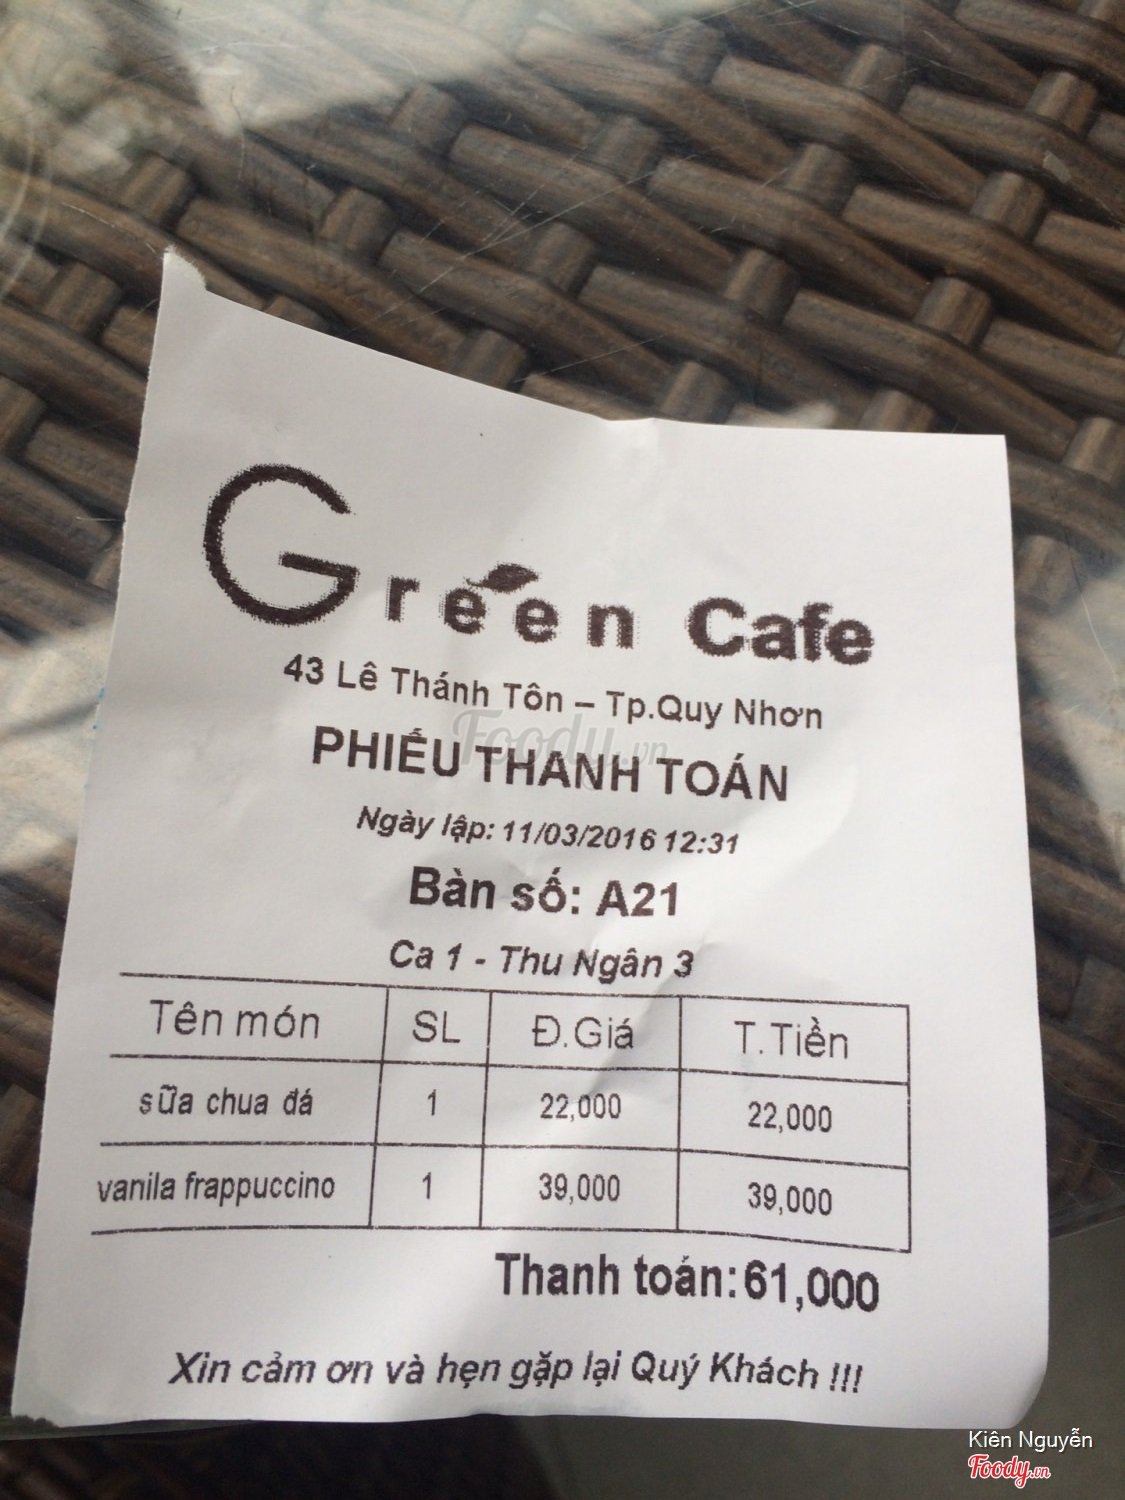 Green Cafe
43 Lê Thánh Tôn – Tp.Quy Nhơn
PHIẾU THANH TOÁN
Foody.vn
Ngày lập: 11/03/2016 12:31
Bàn số: A21
Ca 1 - Thu Ngân 3
Tên món SL Đ.Giá T.Tiền
sữa chua đá 1 22,000 22,000
vanila frappuccino 1 39,000 39,000
Thanh toán: 61,000
Xin cảm ơn và hẹn gặp lại Quý Khách !!!
Kiên Nguyễn
Foody.vn